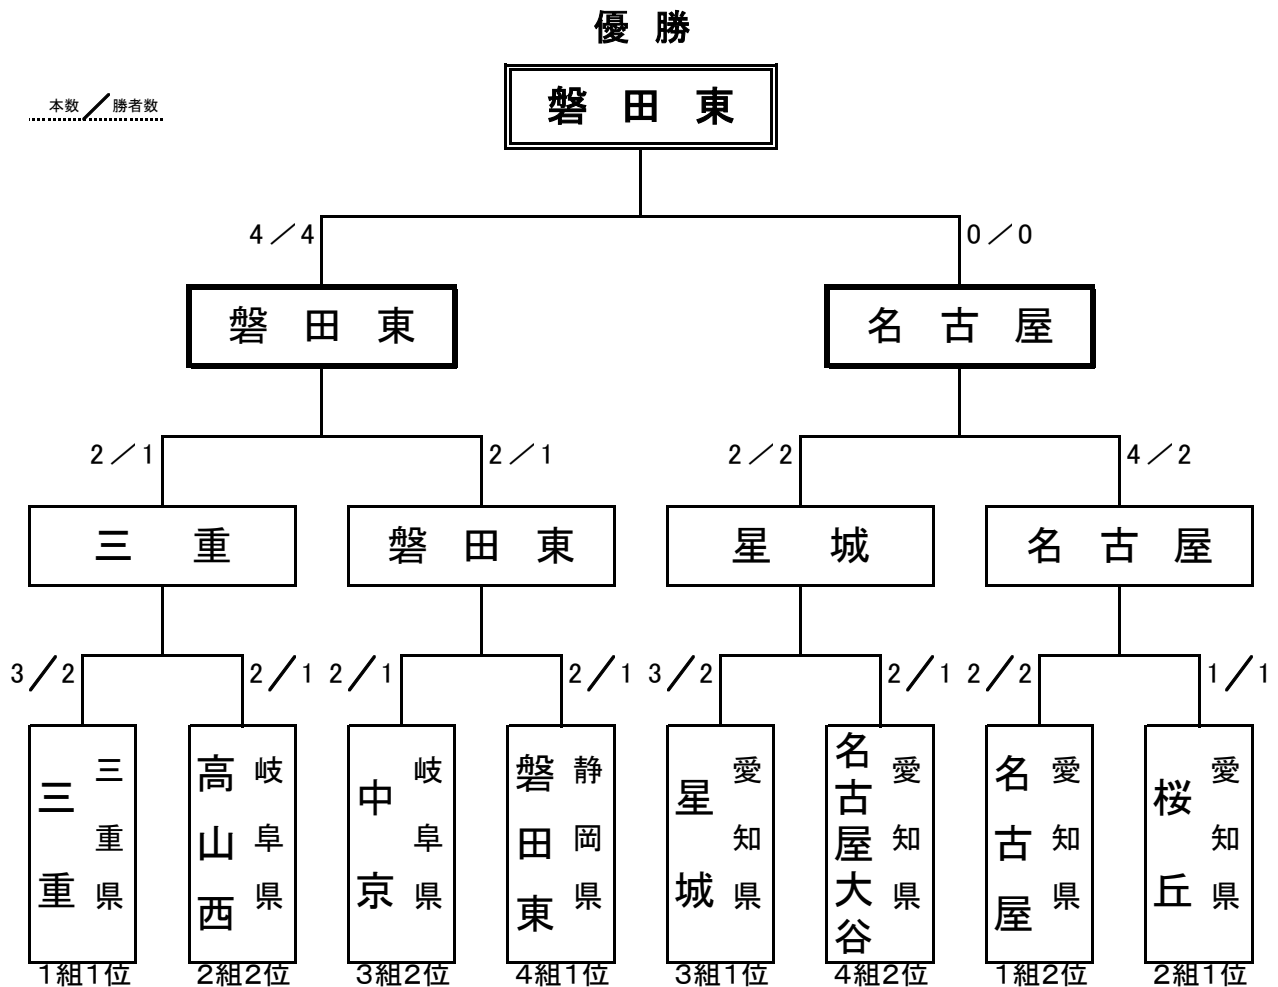 優 勝
磐 田 東
本数／勝者数
4／4
0／0
磐 田 東
名 古 屋
2／1
2／1
2／2
4／2
三 重
磐 田 東
星 城
名 古 屋
3／2
2／1
2／1
2／1
3／2
2／1
2／2
1／1
三重
三重県
高山西
岐阜県
中京
岐阜県
磐田東
静岡県
星城
愛知県
名古屋大谷
愛知県
名古屋
愛知県
桜丘
愛知県
1組1位
2組2位
3組2位
4組1位
3組1位
4組2位
1組2位
2組1位